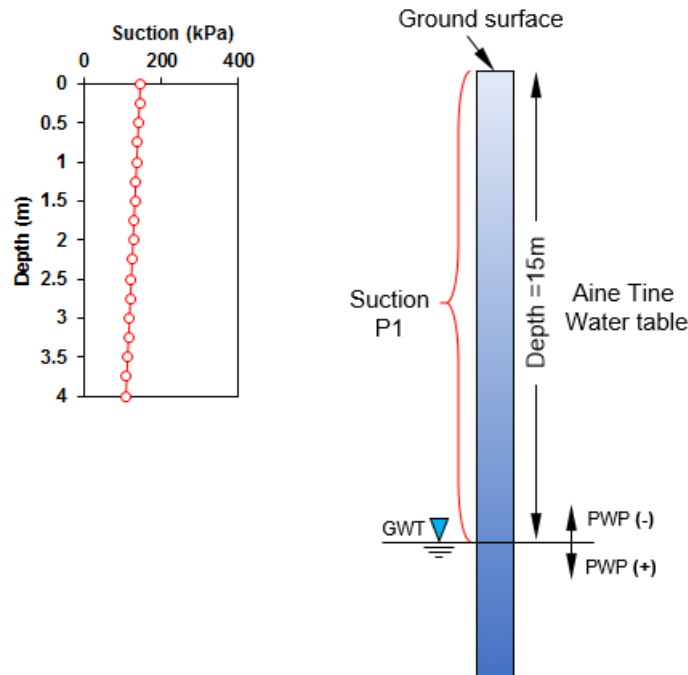 Suction (kPa)
0 200 400
0
0.5
1
1.5
2
2.5
3
3.5
4
Depth (m)
Ground surface
Suction
P1
Depth =15m
Aine Tine
Water table
GWT
PWP (-)
PWP (+)